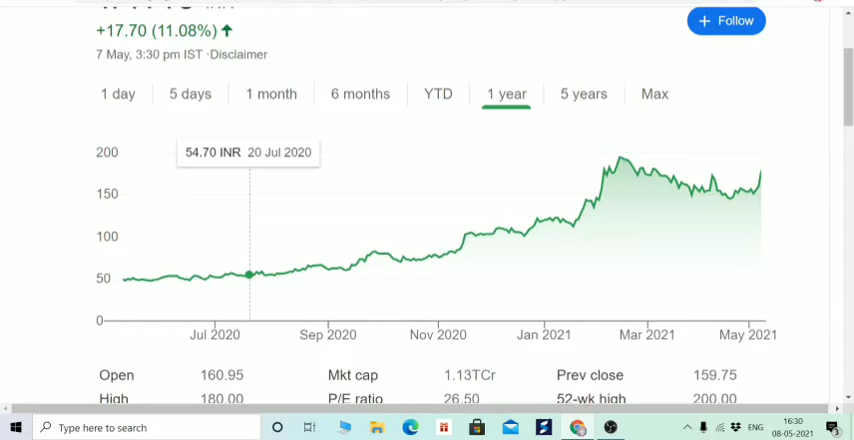 +17.70 (11.08%)
7 May, 3:30 pm IST · Disclaimer
+ Follow
1 day 5 days 1 month 6 months YTD 1 year 5 years Max
54.70 INR 20 Jul 2020
200
150
100
50
0
Jul 2020 Sep 2020 Nov 2020 Jan 2021 Mar 2021 May 2021
Open 160.95 Mkt cap 1.13TCr Prev close 159.75
High 180.00 P/E ratio 26.50 52-wk high 200.00
Type here to search
ENG
16:30
08-05-2021
3